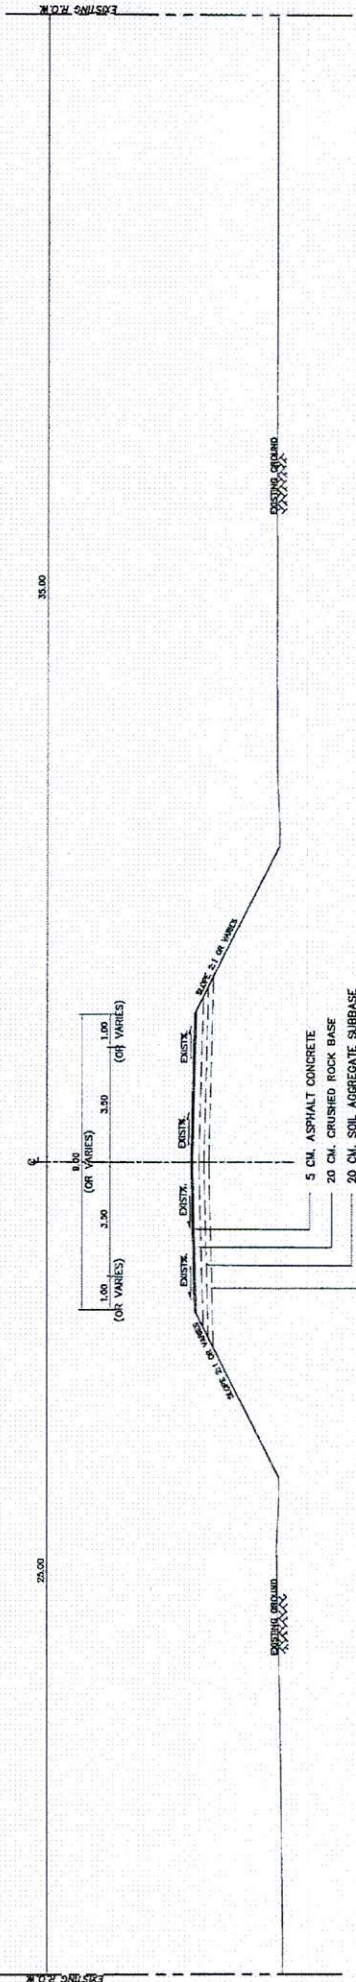 EXISTING R.O.W.
EXISTING R.O.W.
25.00
35.00
℄
9.00
(OR VARIES)
1.00
3.50
3.50
1.00
(OR VARIES)
(OR VARIES)
EXIST%
EXIST%
EXIST%
EXIST%
SLOPE 2:1 OR VARIES
SLOPE 2:1 OR VARIES
EXISTING GROUND
EXISTING GROUND
5 CM. ASPHALT CONCRETE
20 CM. CRUSHED ROCK BASE
20 CM. SOIL AGGREGATE SUBBASE